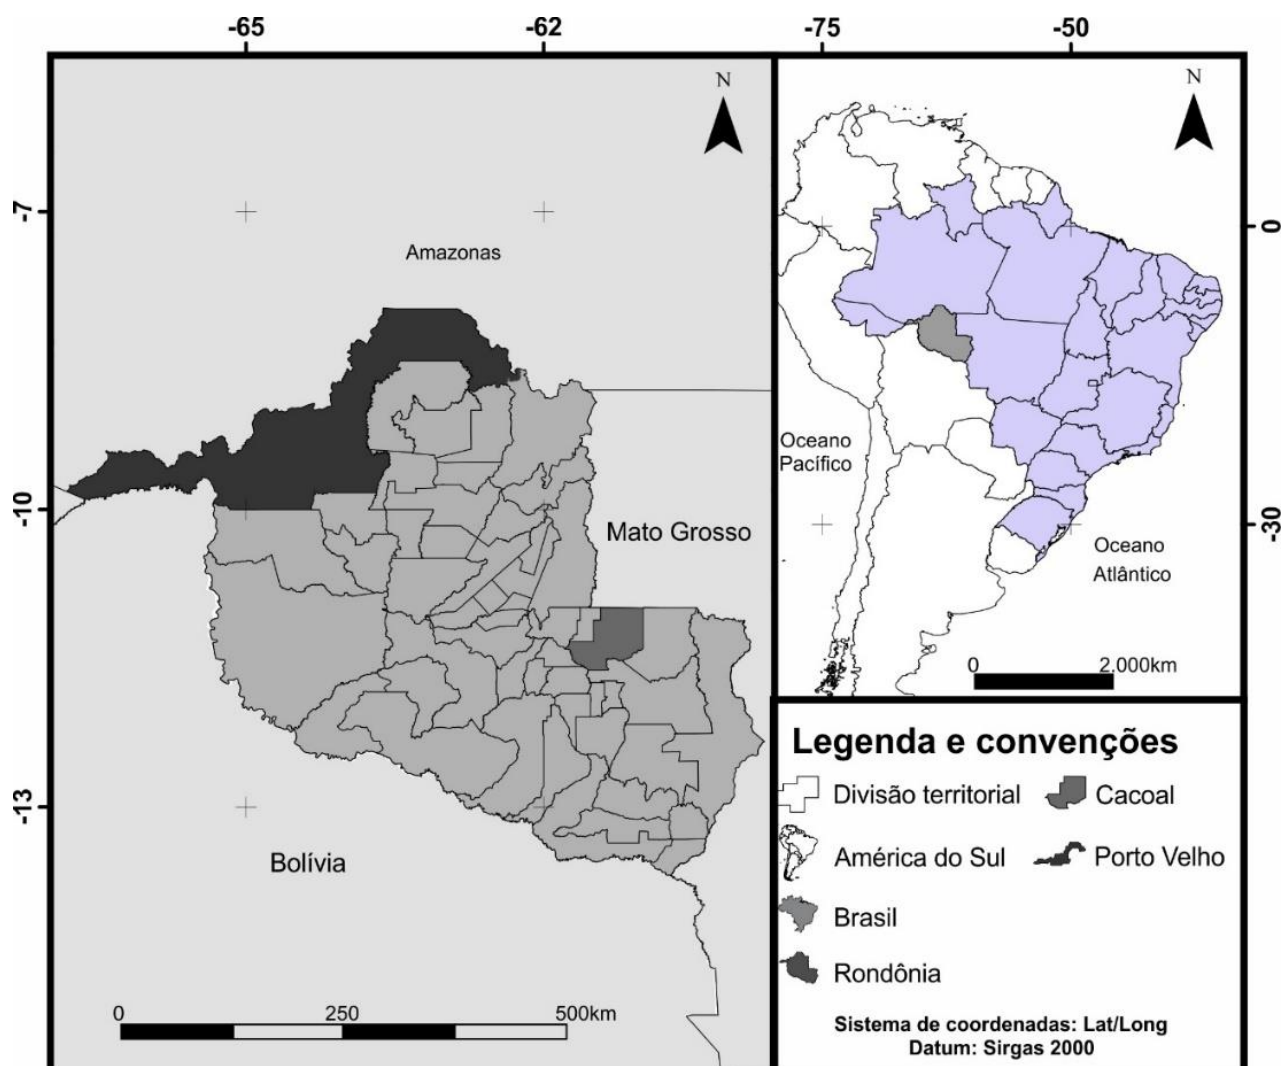 -65
-62
-75
-50
N
N
-7
0
Amazonas
Oceano
Pacífico
-10
Mato Grosso
-30
Oceano
Atlântico
0
2.000km
Legenda e convenções
-13
Divisão territorial
Cacoal
Bolívia
América do Sul
Porto Velho
Brasil
Rondônia
0
250
500km
Sistema de coordenadas: Lat/Long
Datum: Sirgas 2000